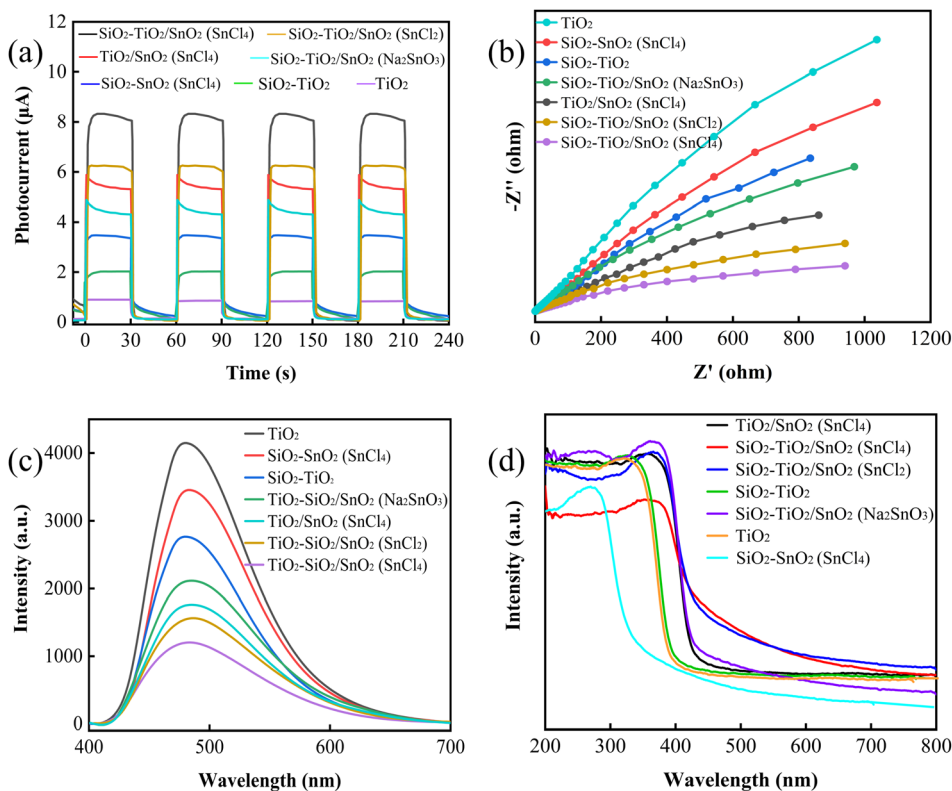 (a)
SiO₂-TiO₂/SnO₂ (SnCl₄)
SiO₂-TiO₂/SnO₂ (SnCl₂)
TiO₂/SnO₂ (SnCl₄)
SiO₂-TiO₂/SnO₂ (Na₂SnO₃)
SiO₂-SnO₂ (SnCl₄)
SiO₂-TiO₂
TiO₂
12
10
8
6
4
2
0
Photocurrent (μA)
0 30 60 90 120 150 180 210 240
Time (s)
(b)
TiO₂
SiO₂-SnO₂ (SnCl₄)
SiO₂-TiO₂
SiO₂-TiO₂/SnO₂ (Na₂SnO₃)
TiO₂/SnO₂ (SnCl₄)
SiO₂-TiO₂/SnO₂ (SnCl₂)
SiO₂-TiO₂/SnO₂ (SnCl₄)
-Z'' (ohm)
0 200 400 600 800 1000 1200
Z' (ohm)
(c)
TiO₂
SiO₂-SnO₂ (SnCl₄)
SiO₂-TiO₂
TiO₂-SiO₂/SnO₂ (Na₂SnO₃)
TiO₂/SnO₂ (SnCl₄)
TiO₂-SiO₂/SnO₂ (SnCl₂)
TiO₂-SiO₂/SnO₂ (SnCl₄)
4000
3000
2000
1000
0
Intensity (a.u.)
400 500 600 700
Wavelength (nm)
(d)
TiO₂/SnO₂ (SnCl₄)
SiO₂-TiO₂/SnO₂ (SnCl₄)
SiO₂-TiO₂/SnO₂ (SnCl₂)
SiO₂-TiO₂
SiO₂-TiO₂/SnO₂ (Na₂SnO₃)
TiO₂
SiO₂-SnO₂ (SnCl₄)
Intensity (a.u.)
200 300 400 500 600 700 800
Wavelength (nm)